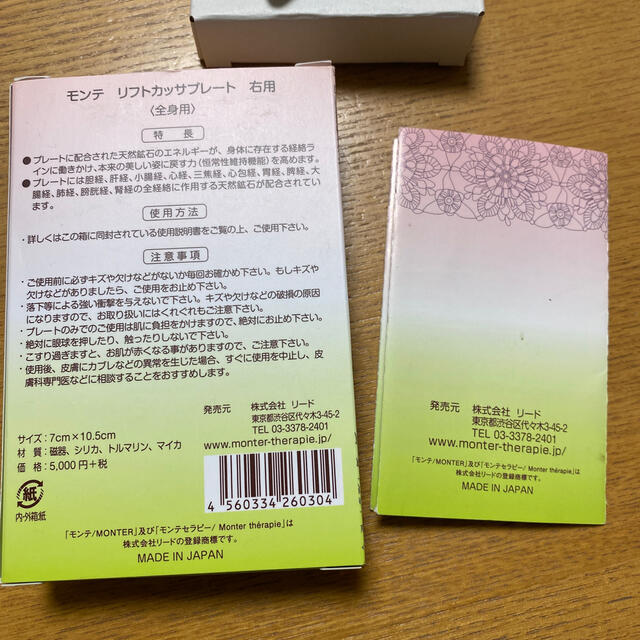 モンテ リフトカッサプレート 右用
〈全身用〉
特 長
●プレートに配合された天然鉱石のエネルギーが、身体に存在する経絡ラ
インに働きかけ、本来の美しい姿に戻す力(恒常性維持機能)を高めます。
●プレートには胆経、肝経、小腸経、心経、三焦経、心包経、胃経、脾経、大
腸経、肺経、膀胱経、腎経の全経絡に作用する天然鉱石が配合されてい
ます。
使用方法
・詳しくはこの箱に同封されている使用説明書をご覧の上、ご使用下さい。
注意事項
・ご使用前に必ずキズや欠けなどがないか毎回お確かめ下さい。もしキズや
欠けなどがありましたら、ご使用をお止め下さい。
・落下等による強い衝撃を与えないで下さい。キズや欠けなどの破損の原因
になりますので、お取り扱いにはくれぐれもご注意下さい。
・プレートのみでのご使用は肌に負担をかけますので、絶対にお止め下さい。
・絶対に眼球を押したり、触ったりしないで下さい。
・こすり過ぎますと、お肌が赤くなる事がありますので、ご注意下さい。
・使用後、皮膚にカブレなどの異常を生じた場合、すぐに使用を中止し、皮
膚科専門医などに相談することをおすすめします。
発売元 株式会社 リード
東京都渋谷区代々木3-45-2
TEL 03-3378-2401
www.monter-therapie.jp/
サイズ:7cm×10.5cm
材 質:磁器、シリカ、トルマリン、マイカ
価 格:5,000円+税
4 560334 260304
紙
内・外箱紙
「モンテ/MONTER」及び「モンテセラピー/ Monter thérapie」は
株式会社リードの登録商標です。
MADE IN JAPAN
発売元 株式会社 リード
東京都渋谷区代々木3-45-2
TEL 03-3378-2401
www.monter-therapie.jp/
「モンテ/MONTER」及び「モンテセラピー/ Monter thérapie」は
株式会社リードの登録商標です。
MADE IN JAPAN